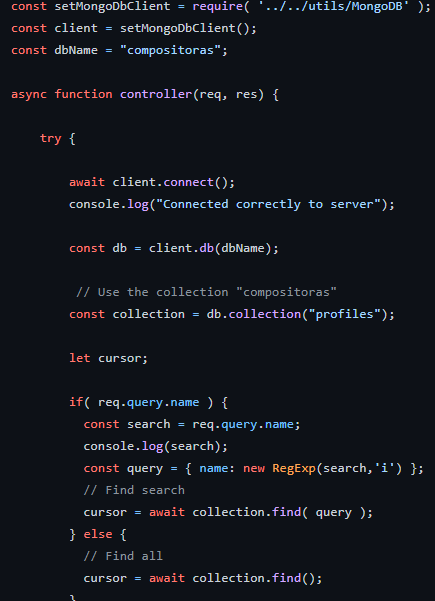 const setMongoDbClient = require( '../../utils/MongoDB' );
const client = setMongoDbClient();
const dbName = "compositoras";
async function controller(req, res) {
try {
await client.connect();
console.log("Connected correctly to server");
const db = client.db(dbName);
// Use the collection "compositoras"
const collection = db.collection("profiles");
let cursor;
if( req.query.name ) {
const search = req.query.name;
console.log(search);
const query = { name: new RegExp(search,'i') };
// Find search
cursor = await collection.find( query );
} else {
// Find all
cursor = await collection.find();
}